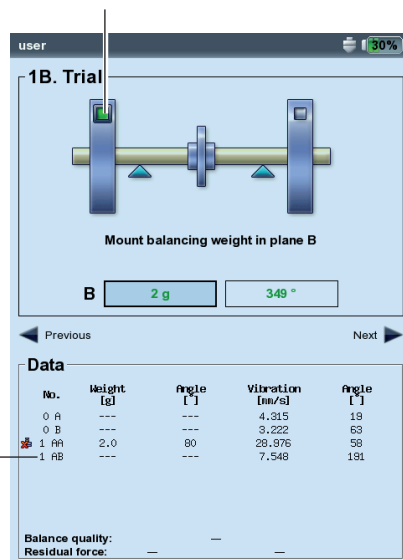 user 30%
1B. Trial
Mount balancing weight in plane B
B 2 g 349 °
Previous Next
Data
No. Weight [g] Angle [°] Vibration [mm/s] Angle [°]
0 A --- --- 4.315 19
0 B --- --- 3.222 63
1 AA 2.0 80 28.976 58
1 AB --- --- 7.548 191
Balance quality: —
Residual force: — —